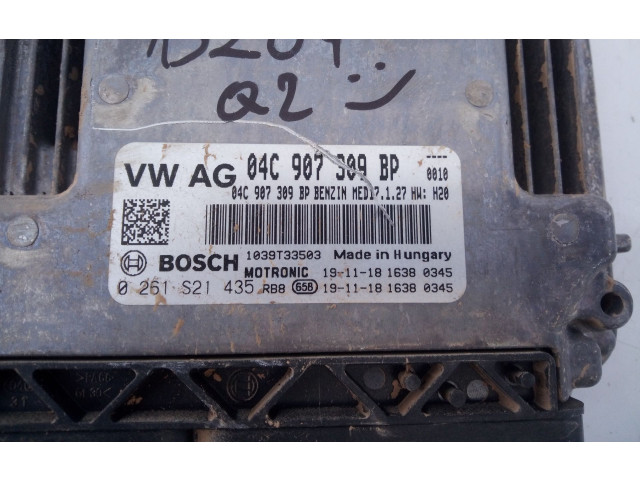 Q2
VW AG 04C 907 309 BP ----
0010
04C 907 309 BP BENZIN MED17.1.27 HW: H20
BOSCH 1039T33503 Made in Hungary
MOTRONIC 19-11-18 1638 0345
0 261 S21 435 RB8 658 19-11-18 1638 0345